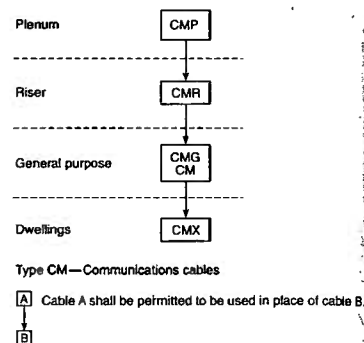 Plenum
CMP
Riser
CMR
General purpose
CMG
CM
Dwellings
CMX
Type CM—Communications cables
A Cable A shall be permitted to be used in place of cable B.
B